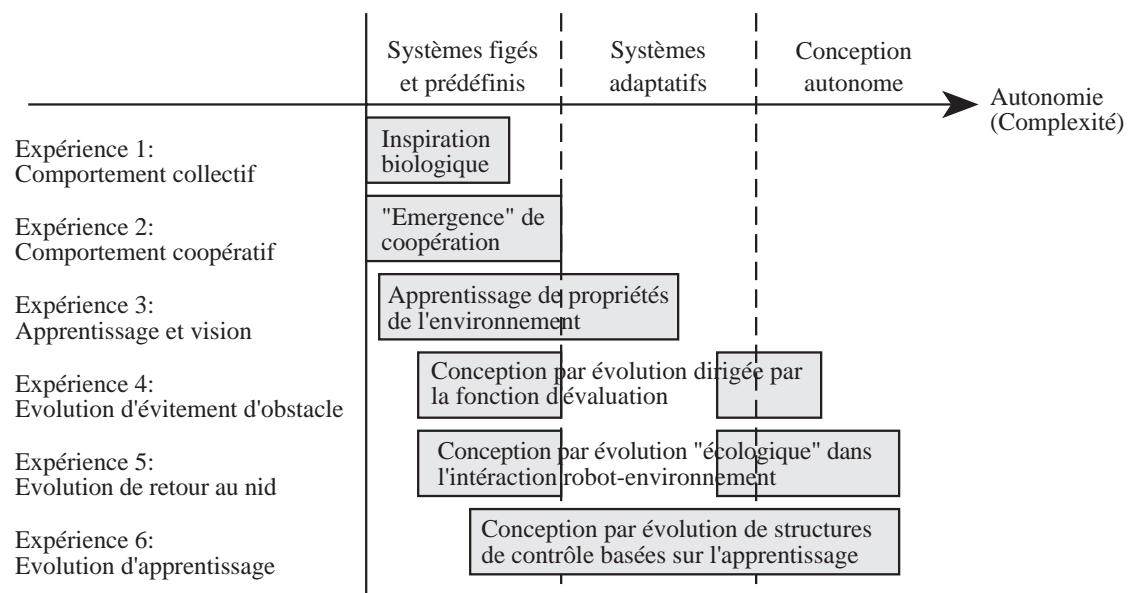 Systèmes figés
et prédéfinis
Systèmes
adaptatifs
Conception
autonome
Autonomie
(Complexité)
Expérience 1:
Comportement collectif
Inspiration
biologique
Expérience 2:
Comportement coopératif
"Emergence" de
coopération
Expérience 3:
Apprentissage et vision
Apprentissage de propriétés
de l'environnement
Expérience 4:
Evolution d'évitement d'obstacle
Conception par évolution dirigée par
la fonction d'évaluation
Expérience 5:
Evolution de retour au nid
Conception par évolution "écologique" dans
l'intéraction robot-environnement
Expérience 6:
Evolution d'apprentissage
Conception par évolution de structures
de contrôle basées sur l'apprentissage